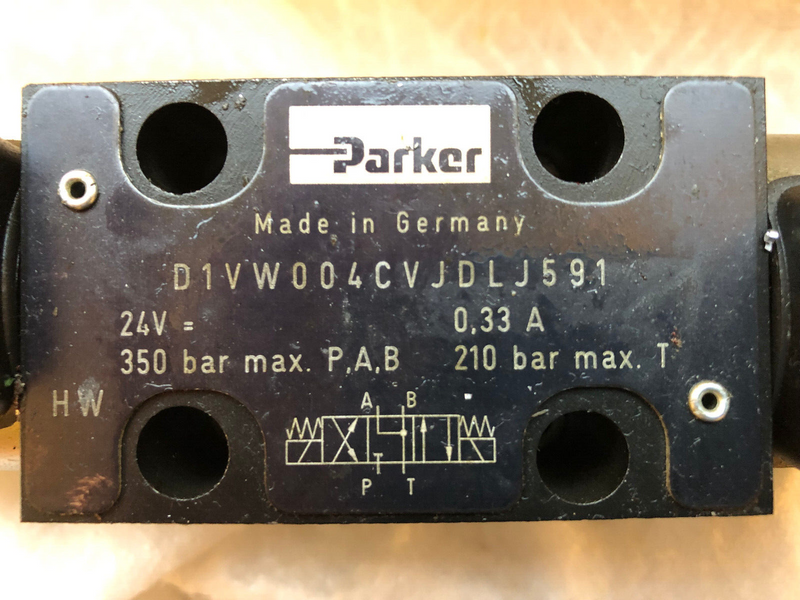 Parker
Made in Germany
D1VW004CVJDLJ591
24V = 0,33 A
350 bar max. P,A,B 210 bar max. T
HW
A B
P T